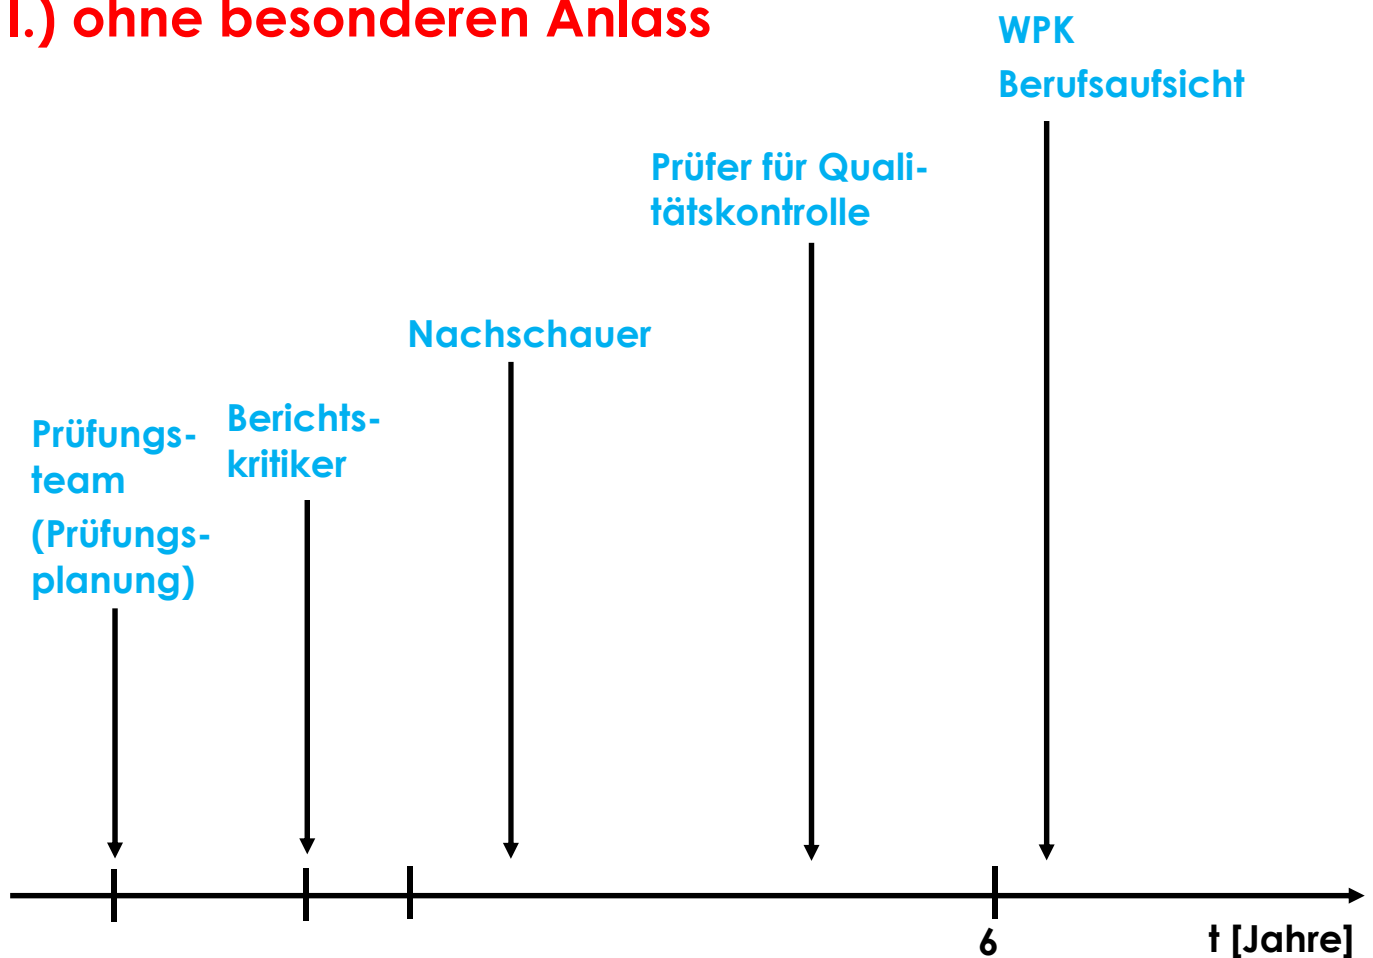 I.) ohne besonderen Anlass
WPK
Berufsaufsicht
Prüfer für Quali-
tätskontrolle
Nachschauer
Berichts-
kritiker
Prüfungs-
team
(Prüfungs-
planung)
6
t [Jahre]